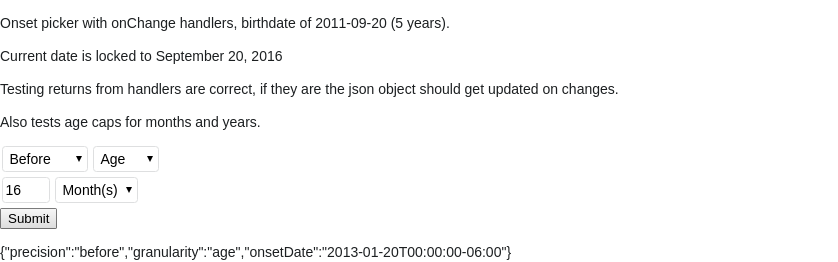 Onset picker with onChange handlers, birthdate of 2011-09-20 (5 years).
Current date is locked to September 20, 2016
Testing returns from handlers are correct, if they are the json object should get updated on changes.
Also tests age caps for months and years.
Before Age
16 Month(s)
Submit
{"precision":"before","granularity":"age","onsetDate":"2013-01-20T00:00:00-06:00"}